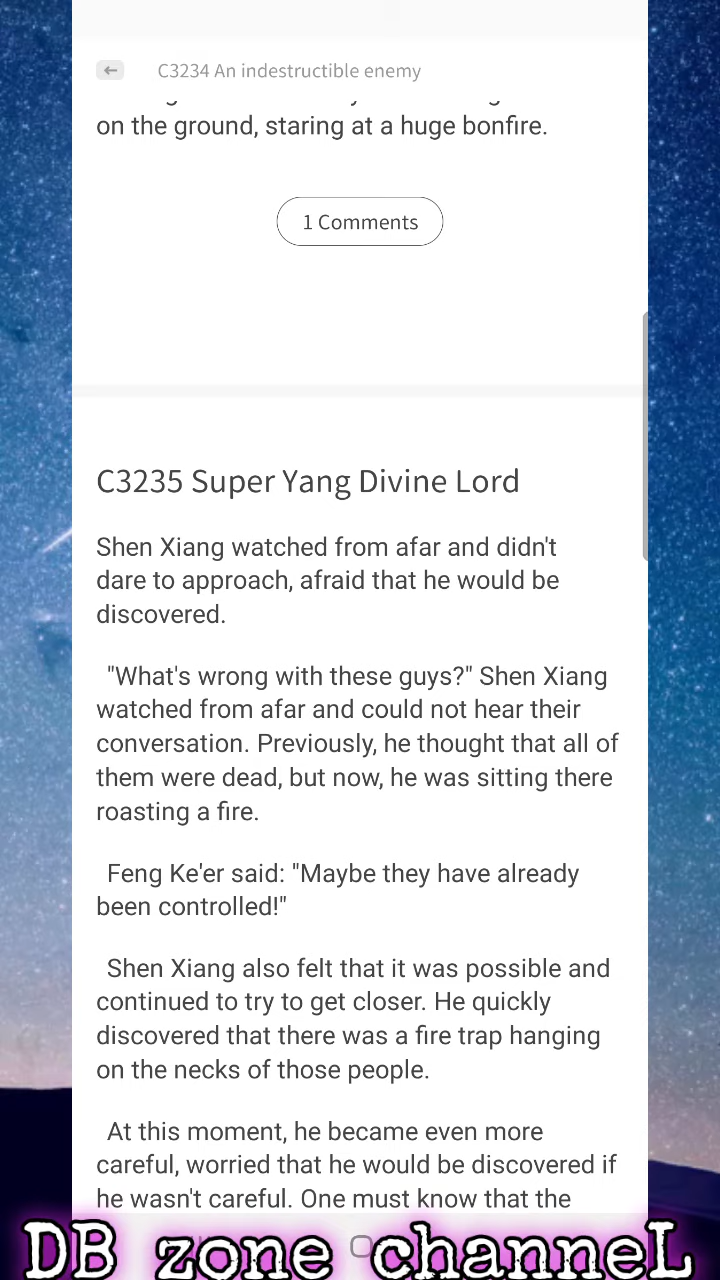 C3234 An indestructible enemy
on the ground, staring at a huge bonfire.
1 Comments
C3235 Super Yang Divine Lord
Shen Xiang watched from afar and didn't
dare to approach, afraid that he would be
discovered.
"What's wrong with these guys?" Shen Xiang
watched from afar and could not hear their
conversation. Previously, he thought that all of
them were dead, but now, he was sitting there
roasting a fire.
Feng Ke'er said: "Maybe they have already
been controlled!"
Shen Xiang also felt that it was possible and
continued to try to get closer. He quickly
discovered that there was a fire trap hanging
on the necks of those people.
At this moment, he became even more
careful, worried that he would be discovered if
he wasn't careful. One must know that the
DB zone channeL